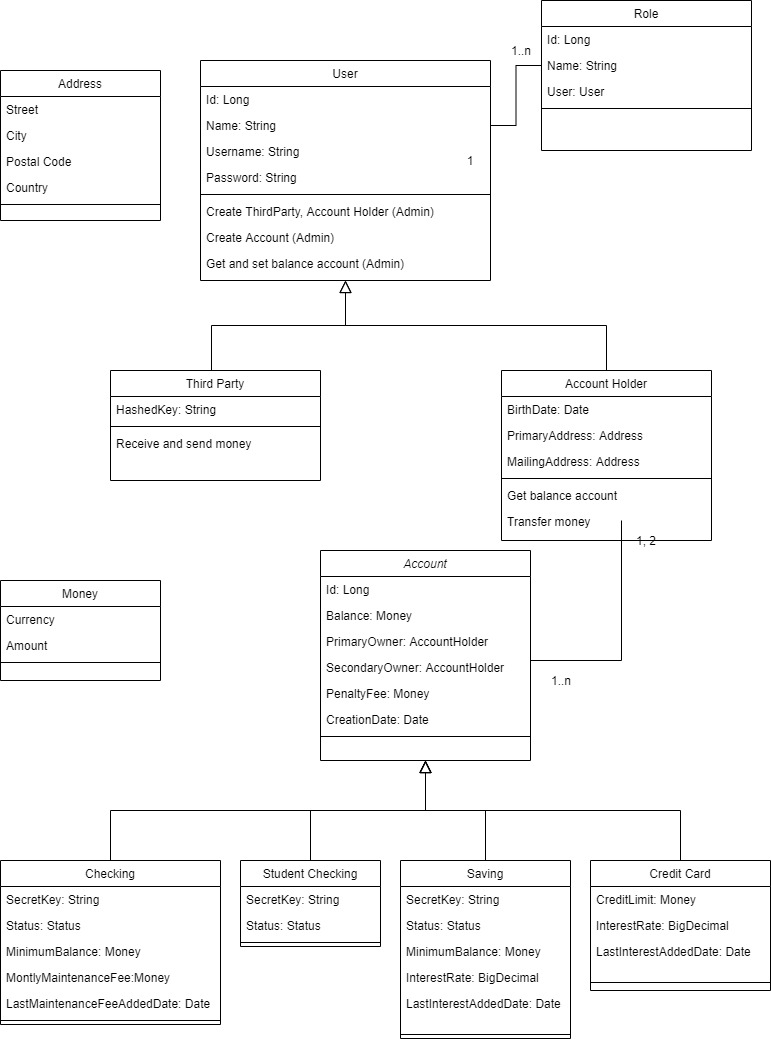 Role
Id: Long
Name: String
User: User
1..n
User
Id: Long
Name: String
Username: String
Password: String
1
Create ThirdParty, Account Holder (Admin)
Create Account (Admin)
Get and set balance account (Admin)
Address
Street
City
Postal Code
Country
Third Party
HashedKey: String
Receive and send money
Account Holder
BirthDate: Date
PrimaryAddress: Address
MailingAddress: Address
Get balance account
Transfer money
1, 2
Account
Id: Long
Balance: Money
PrimaryOwner: AccountHolder
SecondaryOwner: AccountHolder
PenaltyFee: Money
CreationDate: Date
1..n
Money
Currency
Amount
Checking
SecretKey: String
Status: Status
MinimumBalance: Money
MontlyMaintenanceFee:Money
LastMaintenanceFeeAddedDate: Date
Student Checking
SecretKey: String
Status: Status
Saving
SecretKey: String
Status: Status
MinimumBalance: Money
InterestRate: BigDecimal
LastInterestAddedDate: Date
Credit Card
CreditLimit: Money
InterestRate: BigDecimal
LastInterestAddedDate: Date